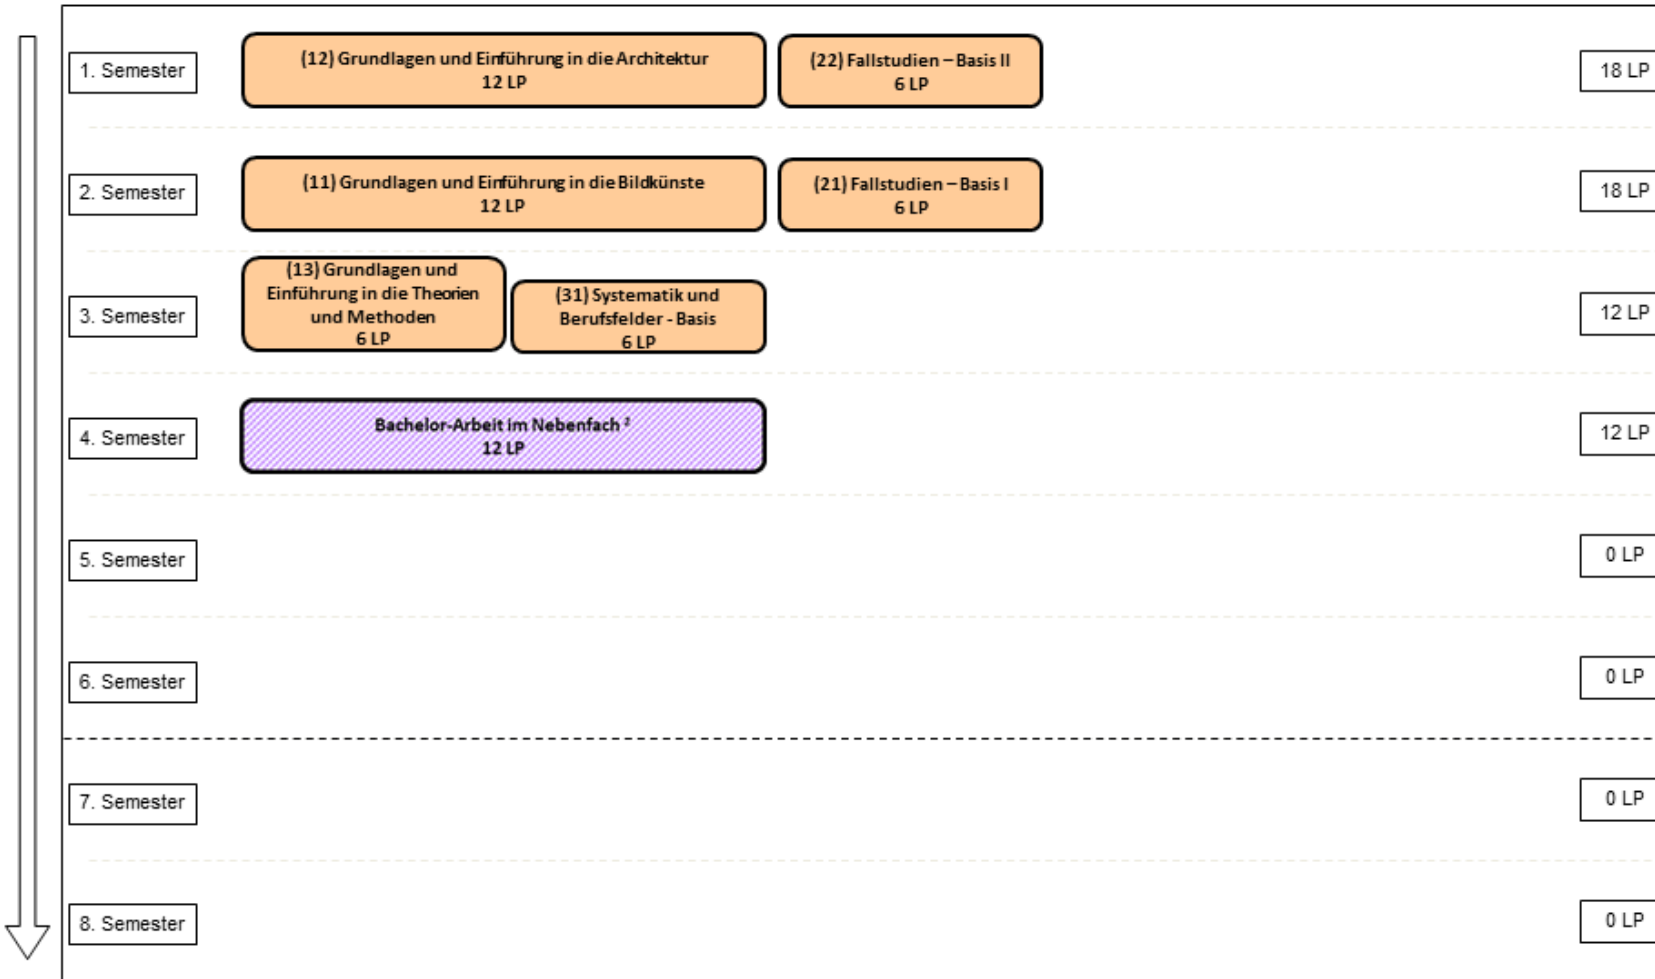 1. Semester
(12) Grundlagen und Einführung in die Architektur
12 LP
(22) Fallstudien – Basis II
6 LP
18 LP
2. Semester
(11) Grundlagen und Einführung in die Bildkünste
12 LP
(21) Fallstudien – Basis I
6 LP
18 LP
3. Semester
(13) Grundlagen und
Einführung in die Theorien
und Methoden
6 LP
(31) Systematik und
Berufsfelder - Basis
6 LP
12 LP
4. Semester
Bachelor-Arbeit im Nebenfach ²
12 LP
12 LP
5. Semester
0 LP
6. Semester
0 LP
7. Semester
0 LP
8. Semester
0 LP